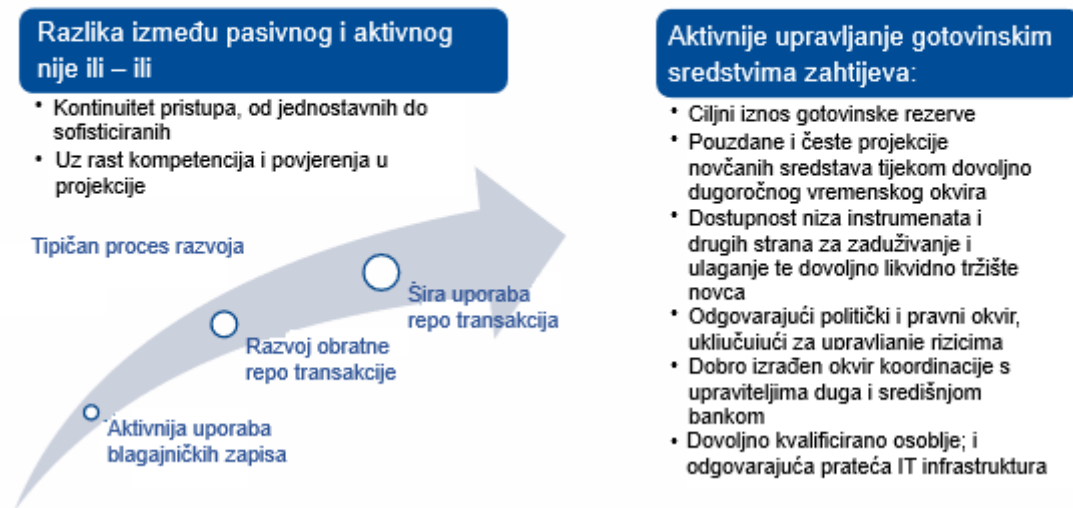 Razlika između pasivnog i aktivnog
nije ili – ili
• Kontinuitet pristupa, od jednostavnih do
sofisticiranih
• Uz rast kompetencija i povjerenja u
projekcije
Tipičan proces razvoja
Šira uporaba
repo transakcija
Razvoj obratne
repo transakcije
Aktivnija uporaba
blagajničkih zapisa
Aktivnije upravljanje gotovinskim
sredstvima zahtijeva:
• Ciljni iznos gotovinske rezerve
• Pouzdane i česte projekcije
novčanih sredstava tijekom dovoljno
dugoročnog vremenskog okvira
• Dostupnost niza instrumenata i
drugih strana za zaduživanje i
ulaganje te dovoljno likvidno tržište
novca
• Odgovarajući politički i pravni okvir,
uključujući za upravljanje rizicima
• Dobro izrađen okvir koordinacije s
upraviteljima duga i središnjom
bankom
• Dovoljno kvalificirano osoblje; i
odgovarajuća prateća IT infrastruktura